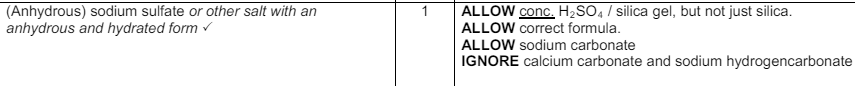 (Anhydrous) sodium sulfate or other salt with an
anhydrous and hydrated form ✓
1
ALLOW conc. H₂SO₄ / silica gel, but not just silica.
ALLOW correct formula.
ALLOW sodium carbonate
IGNORE calcium carbonate and sodium hydrogencarbonate